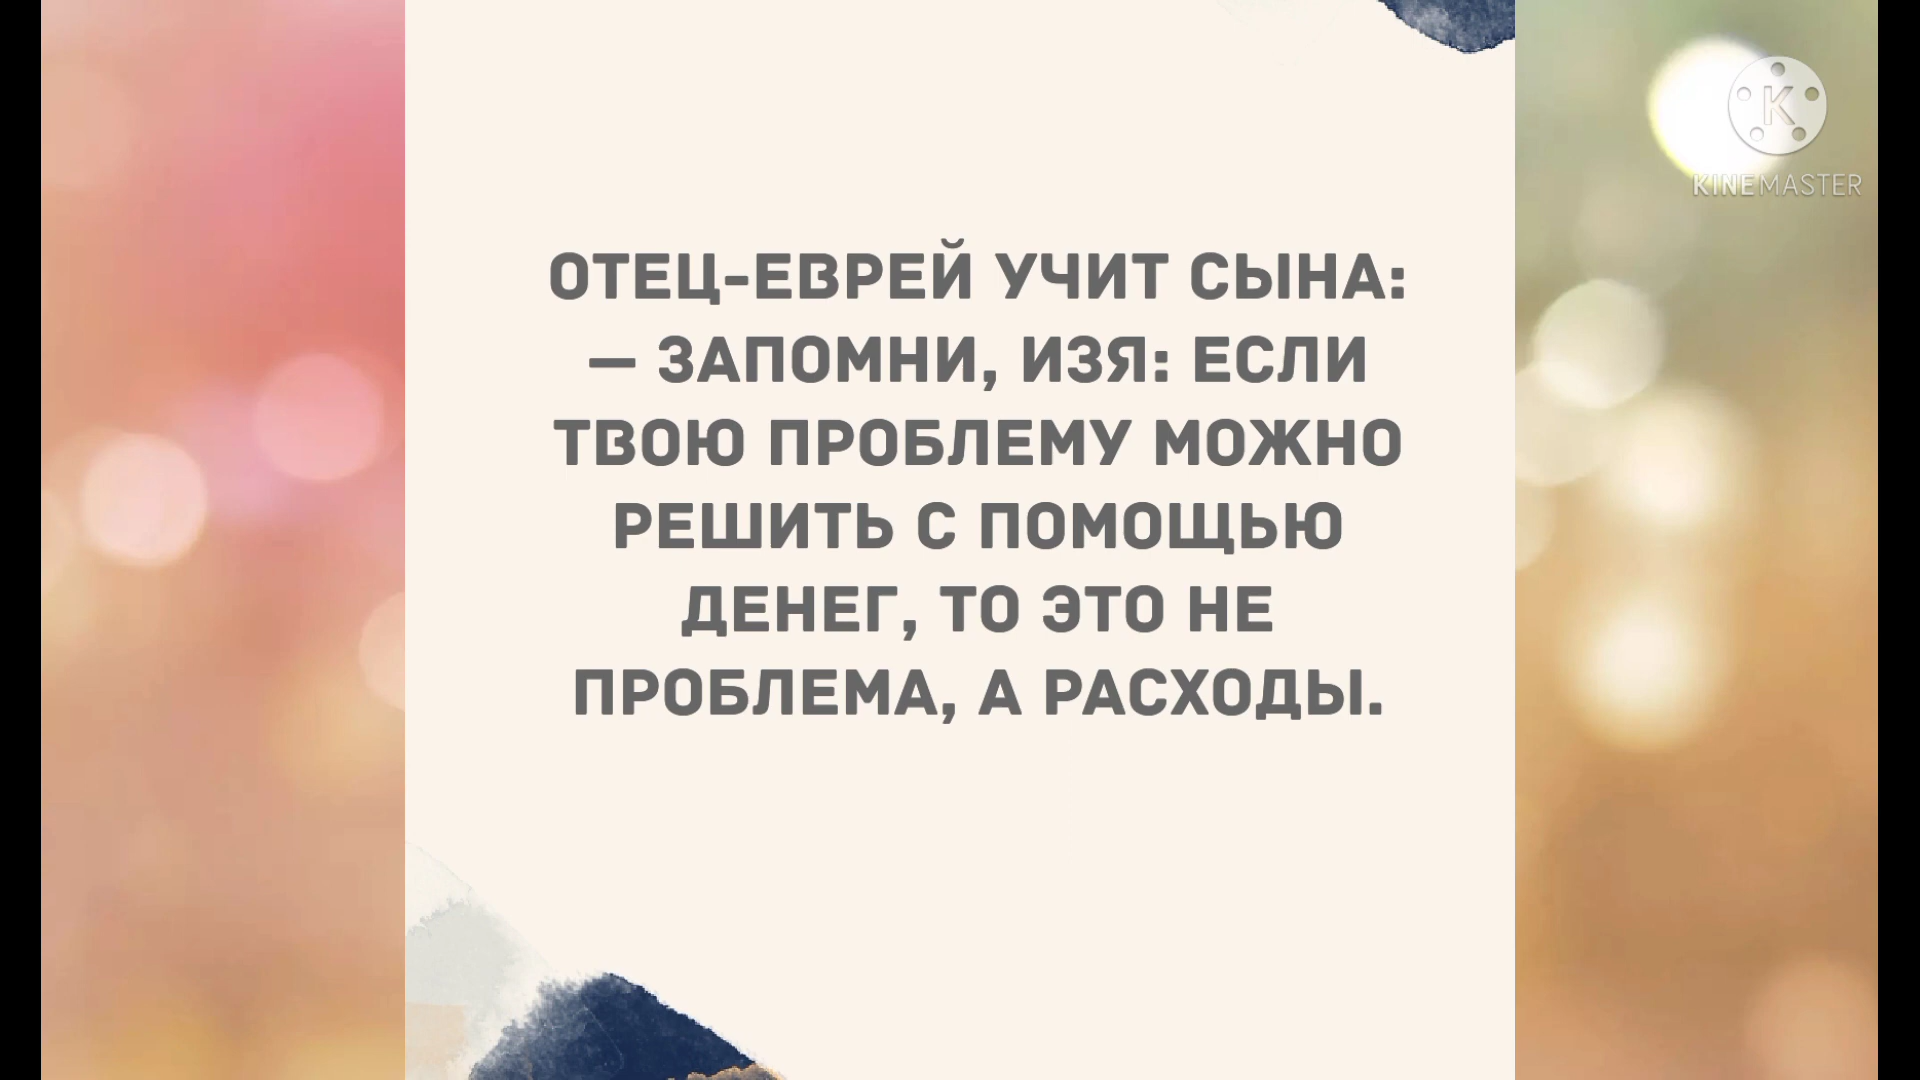 ОТЕЦ-ЕВРЕЙ УЧИТ СЫНА:
— ЗАПОМНИ, ИЗЯ: ЕСЛИ
ТВОЮ ПРОБЛЕМУ МОЖНО
РЕШИТЬ С ПОМОЩЬЮ
ДЕНЕГ, ТО ЭТО НЕ
ПРОБЛЕМА, А РАСХОДЫ.
K
KINEMASTER